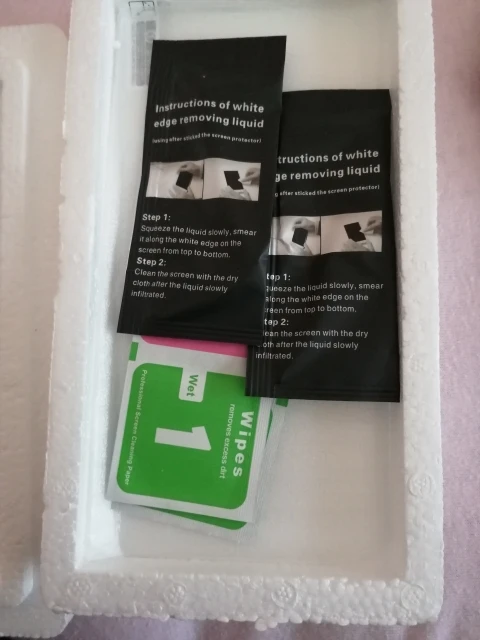 Instructions of white
edge removing liquid
(using after sticked the screen protector)
Step 1:
Squeeze the liquid slowly, smear
it along the white edge on the
screen from top to bottom.
Step 2:
Clean the screen with the dry
cloth after the liquid slowly
infiltrated.
tructions of white
ge removing liquid
g after sticked the screen protector)
tep 1:
queeze the liquid slowly, smear
along the white edge on the
reen from top to bottom.
tep 2:
ean the screen with the dry
oth after the liquid slowly
infiltrated.
Wipes
removes excess dirt
Wet
1
Professional Screen Cleaning Paper